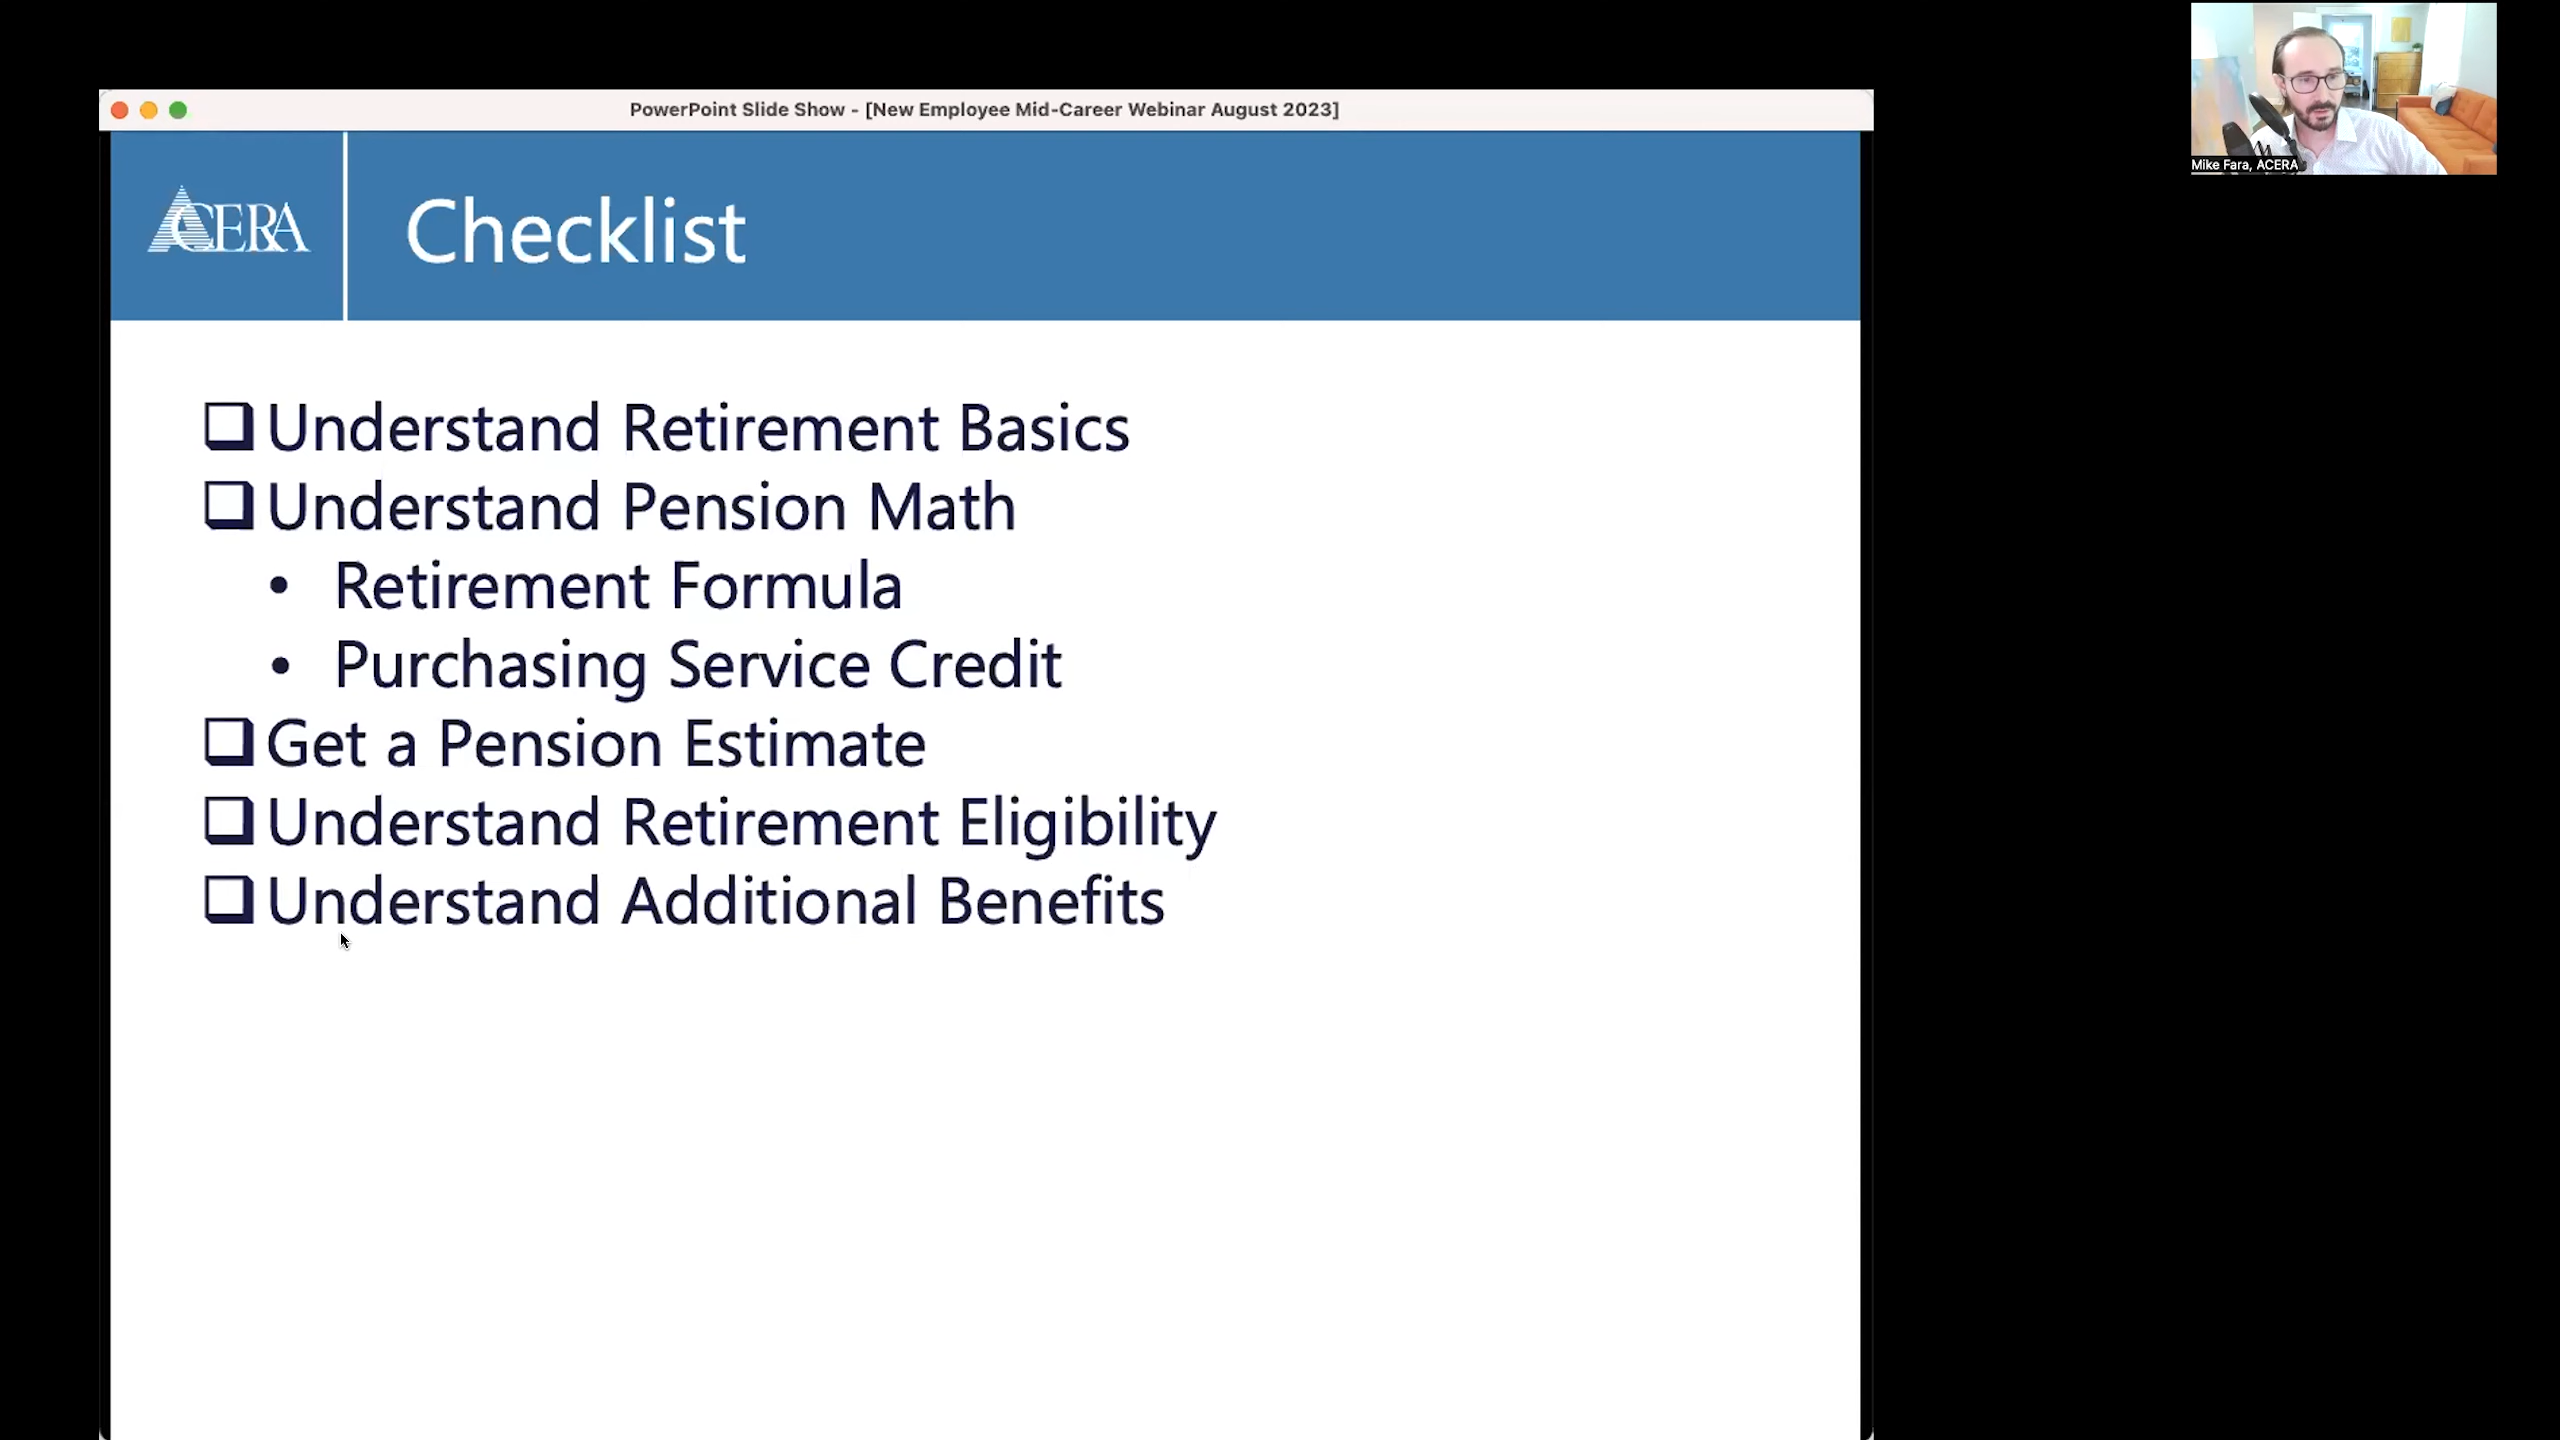 PowerPoint Slide Show - [New Employee Mid-Career Webinar August 2023]
Mike Fara, ACERA
ACERA
Checklist
Understand Retirement Basics
Understand Pension Math
• Retirement Formula
• Purchasing Service Credit
Get a Pension Estimate
Understand Retirement Eligibility
Understand Additional Benefits